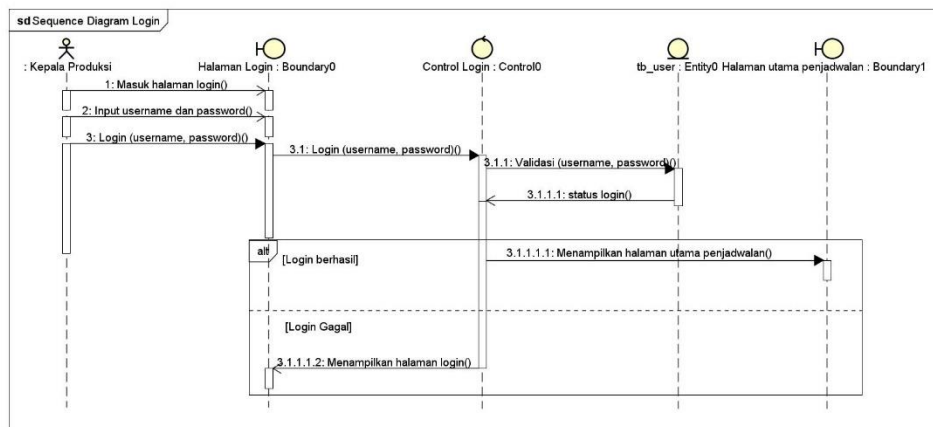 sd Sequence Diagram Login
: Kepala Produksi
Halaman Login : Boundary0
Control Login : Control0
tb_user : Entity0
Halaman utama penjadwalan : Boundary1
1: Masuk halaman login()
2: Input username dan password()
3: Login (username, password)()
3.1: Login (username, password)()
3.1.1: Validasi (username, password)()
3.1.1.1: status login()
alt
[Login berhasil]
3.1.1.1.1: Menampilkan halaman utama penjadwalan()
[Login Gagal]
3.1.1.1.2: Menampilkan halaman login()